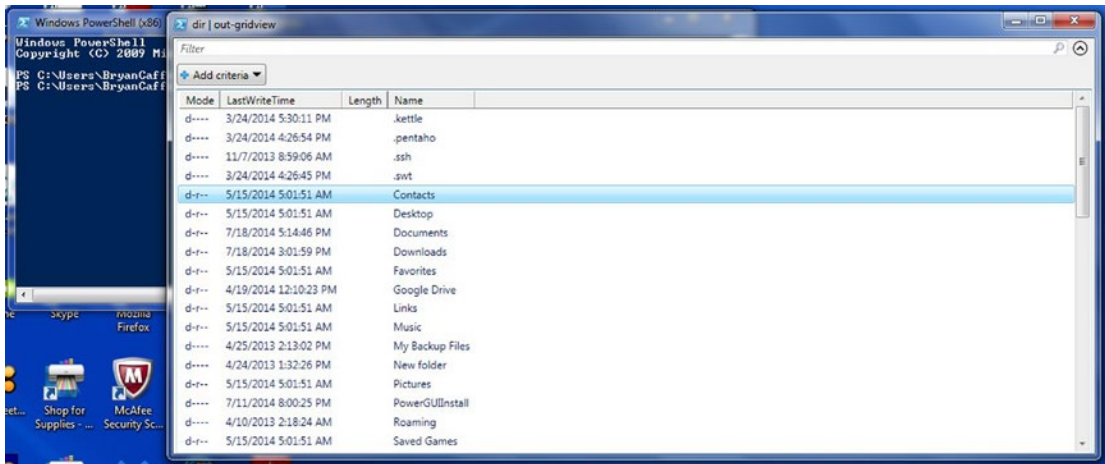 Windows PowerShell (x86)
Windows PowerShell
Copyright (C) 2009 Mi
PS C:\Users\BryanCaff
PS C:\Users\BryanCaff
dir | out-gridview
Filter
Add criteria
Mode LastWriteTime Length Name
d---- 3/24/2014 5:30:11 PM .kettle
d---- 3/24/2014 4:26:54 PM .pentaho
d---- 11/7/2013 8:59:06 AM .ssh
d---- 3/24/2014 4:26:45 PM .swt
d-r-- 5/15/2014 5:01:51 AM Contacts
d-r-- 5/15/2014 5:01:51 AM Desktop
d-r-- 7/18/2014 5:14:46 PM Documents
d-r-- 7/18/2014 3:01:59 PM Downloads
d-r-- 5/15/2014 5:01:51 AM Favorites
d-r-- 4/19/2014 12:10:23 PM Google Drive
d-r-- 5/15/2014 5:01:51 AM Links
d-r-- 5/15/2014 5:01:51 AM Music
d---- 4/25/2013 2:13:02 PM My Backup Files
d---- 4/24/2013 1:32:26 PM New folder
d-r-- 5/15/2014 5:01:51 AM Pictures
d---- 7/11/2014 8:00:25 PM PowerGUIInstall
d---- 4/10/2013 2:18:24 AM Roaming
d-r-- 5/15/2014 5:01:51 AM Saved Games
Skype
Mozilla
Firefox
Shop for
Supplies - ...
McAfee
Security Sc...